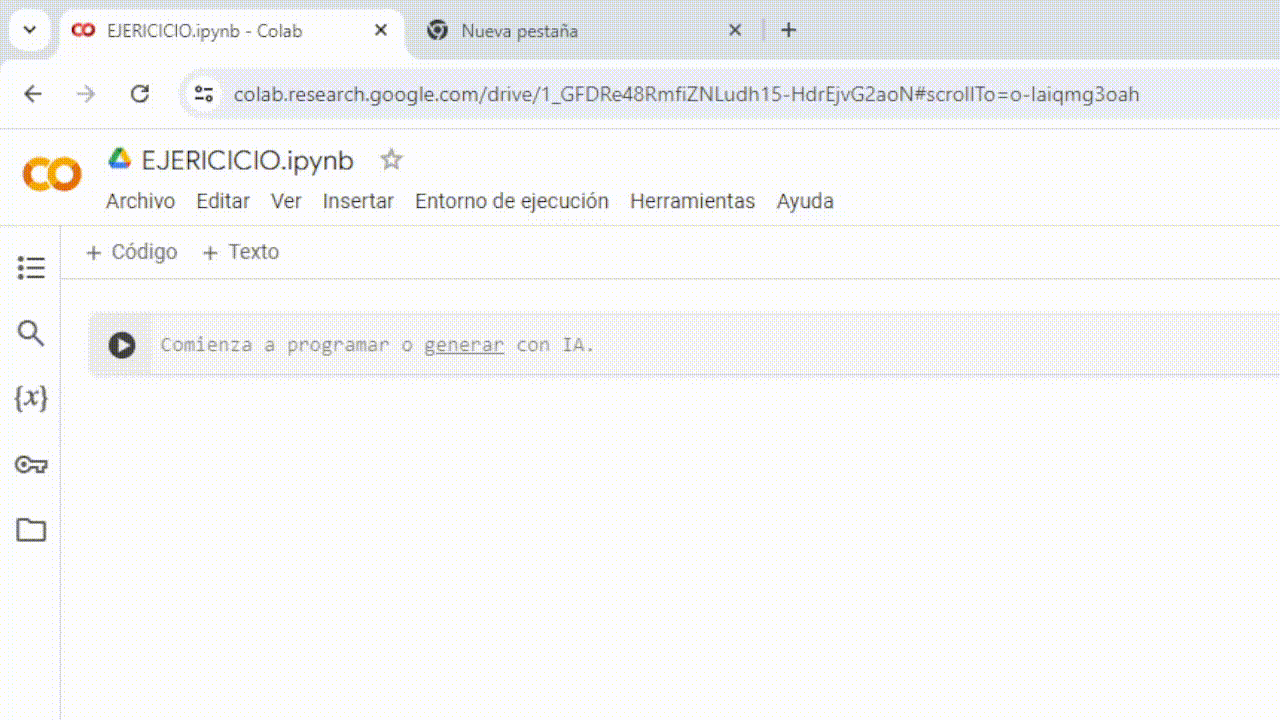 EJERICICIO.ipynb - Colab
Nueva pestaña
colab.research.google.com/drive/1_GFDRe48RmfiZNLudh15-HdrEjvG2aoN#scrollTo=o-laiqmg3oah
CO EJERICICIO.ipynb
Archivo Editar Ver Insertar Entorno de ejecución Herramientas Ayuda
+ Código + Texto
Comienza a programar o generar con IA.
{x}